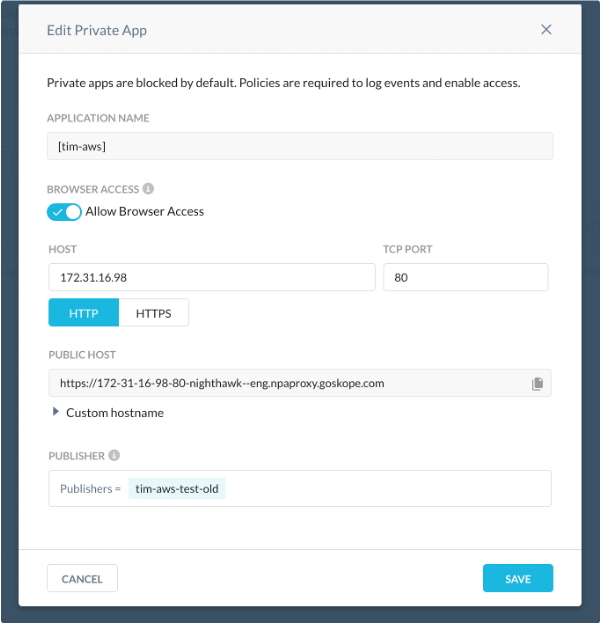 Edit Private App
Private apps are blocked by default. Policies are required to log events and enable access.
APPLICATION NAME
[tim-aws]
BROWSER ACCESS
Allow Browser Access
HOST
TCP PORT
172.31.16.98
80
HTTP
HTTPS
PUBLIC HOST
https://172-31-16-98-80-nighthawk--eng.npaproxy.goskope.com
Custom hostname
PUBLISHER
Publishers = tim-aws-test-old
CANCEL
SAVE